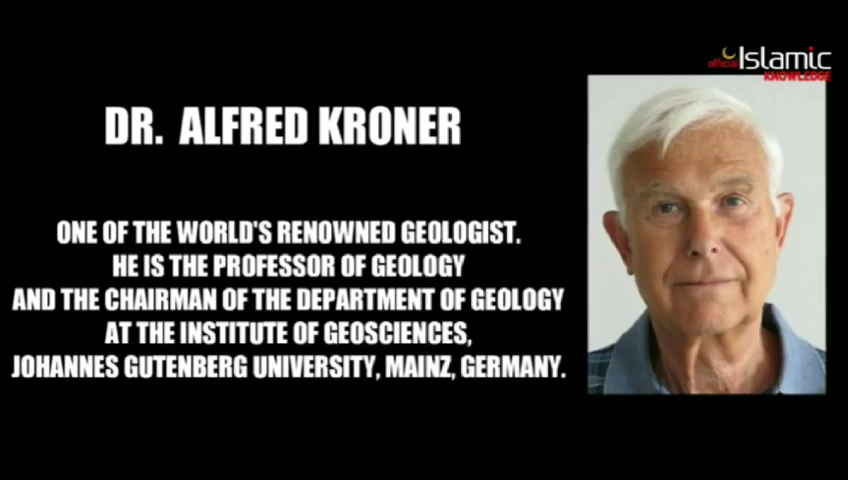 official Islamic
KNOWLEDGE
DR. ALFRED KRONER
ONE OF THE WORLD'S RENOWNED GEOLOGIST.
HE IS THE PROFESSOR OF GEOLOGY
AND THE CHAIRMAN OF THE DEPARTMENT OF GEOLOGY
AT THE INSTITUTE OF GEOSCIENCES,
JOHANNES GUTENBERG UNIVERSITY, MAINZ, GERMANY.